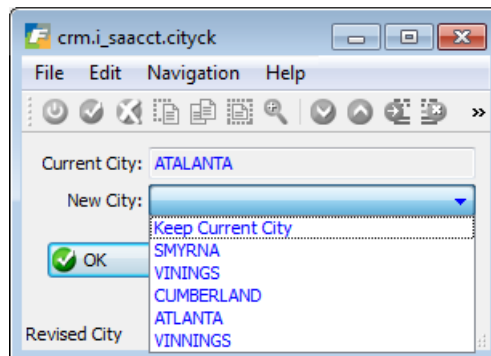 crm.i_saacct.cityck
File Edit Navigation Help
»
Current City: ATALANTA
New City:
Keep Current City
SMYRNA
VININGS
CUMBERLAND
ATLANTA
VINNINGS
OK
Revised City